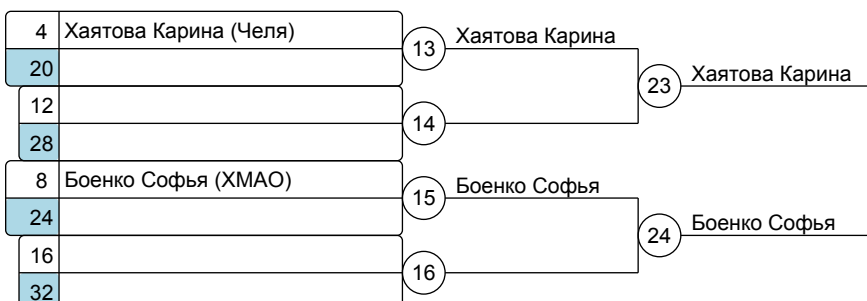 4 Хаятова Карина (Челя)
20
13 Хаятова Карина
12
28
14
23 Хаятова Карина
8 Боенко Софья (ХМАО)
24
15 Боенко Софья
16
32
16
24 Боенко Софья